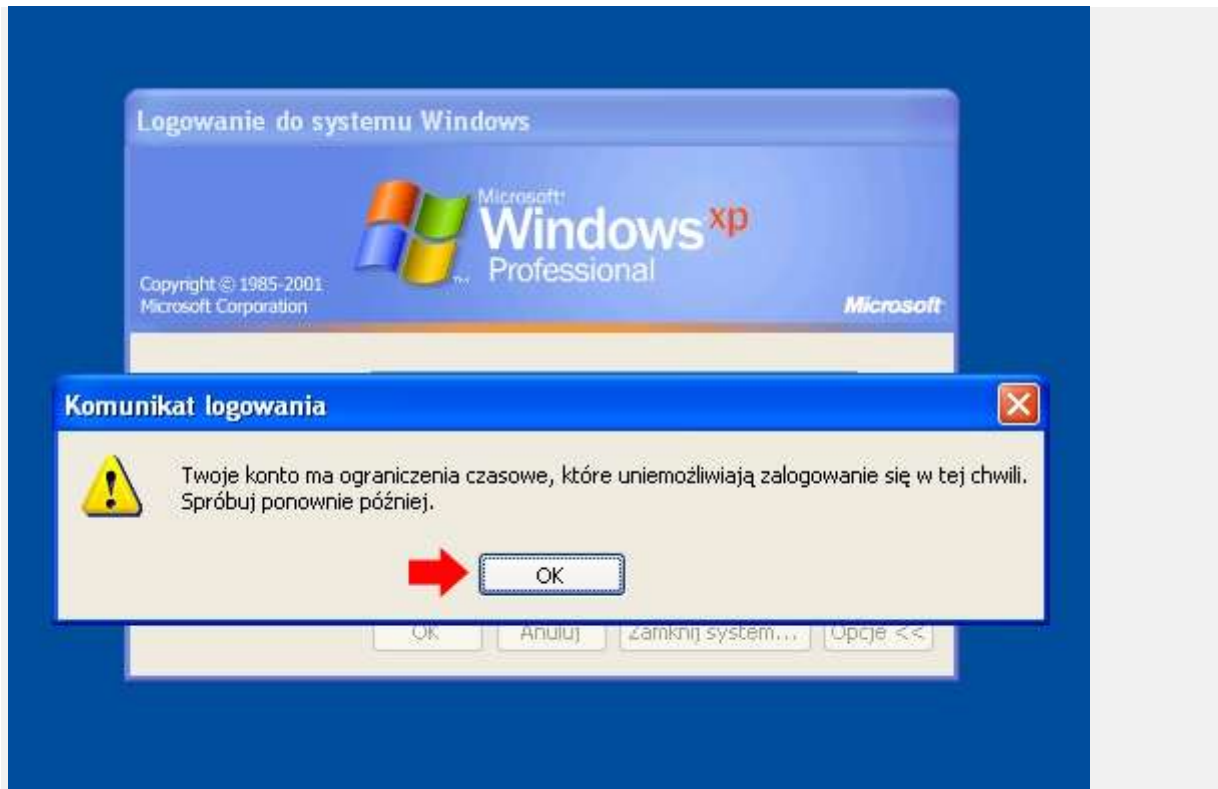 Logowanie do systemu Windows
Microsoft
Windows xp
Professional
Copyright © 1985-2001
Microsoft Corporation
Microsoft
Komunikat logowania
Twoje konto ma ograniczenia czasowe, które uniemożliwiają zalogowanie się w tej chwili.
Spróbuj ponownie później.
OK
OK Anuluj Zamknij system... Opcje <<